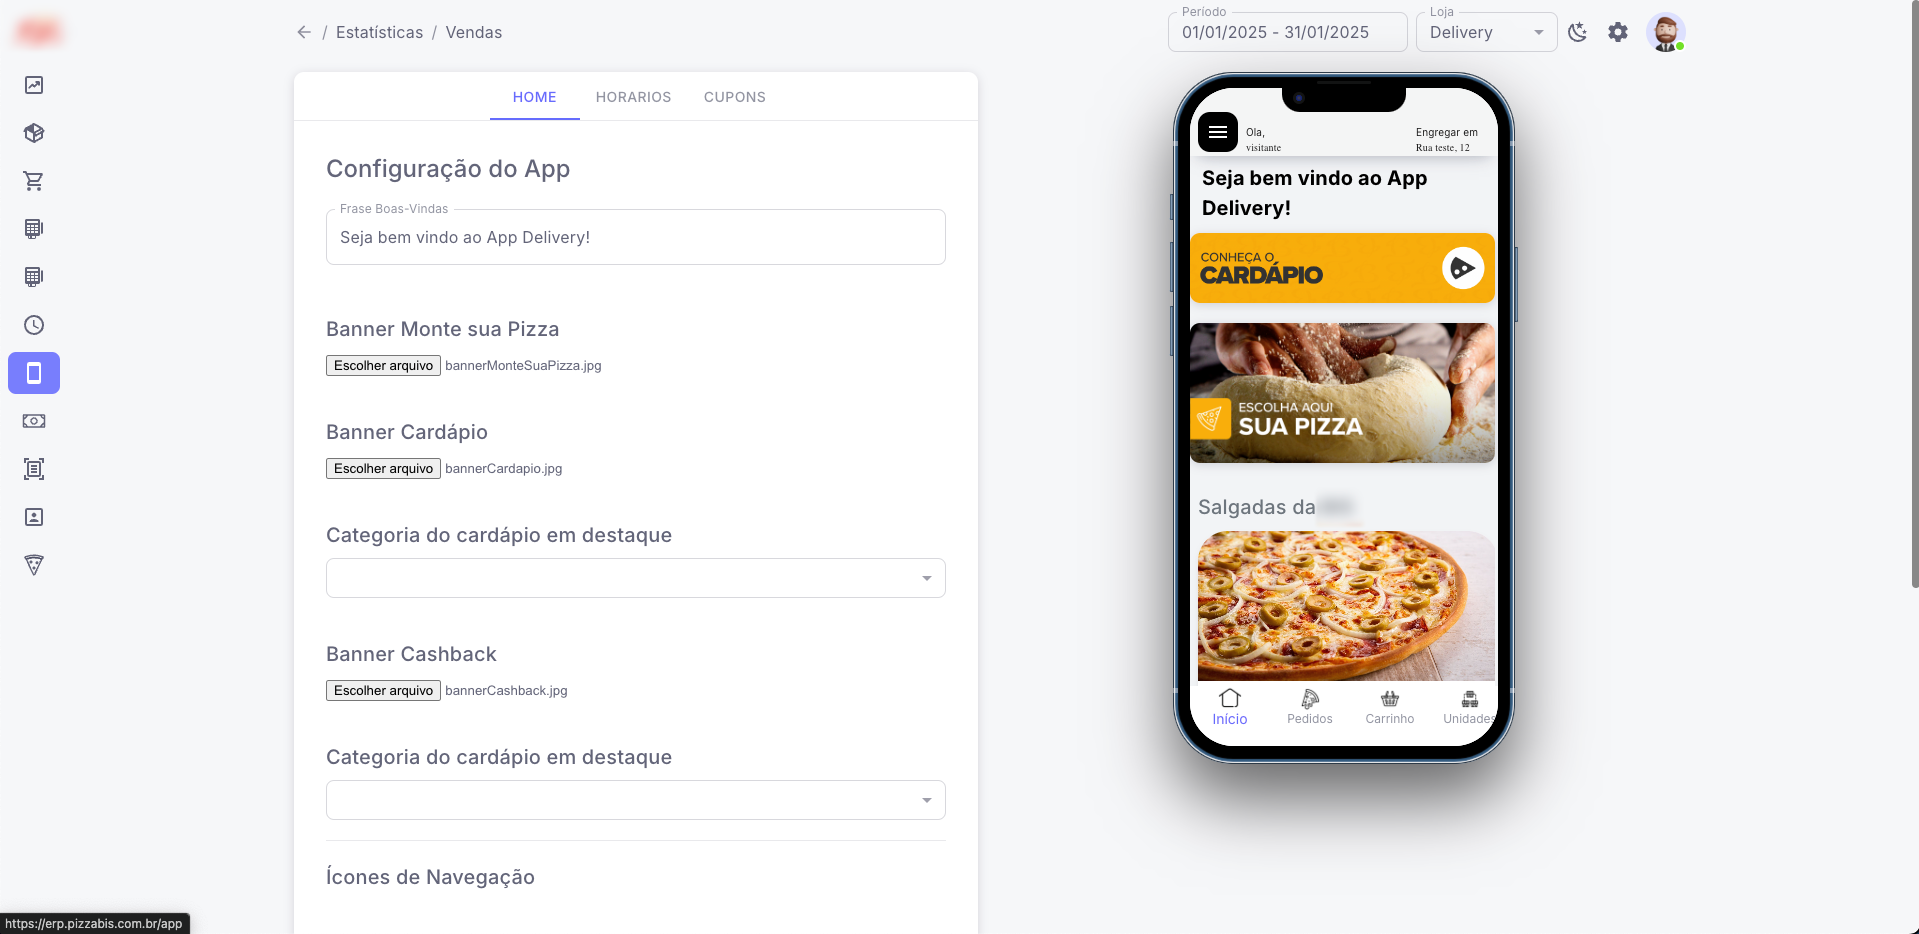 / Estatísticas / Vendas
Período
01/01/2025 - 31/01/2025
Loja
Delivery
HOME
HORARIOS
CUPONS
Configuração do App
Frase Boas-Vindas
Seja bem vindo ao App Delivery!
Banner Monte sua Pizza
Escolher arquivo bannerMonteSuaPizza.jpg
Banner Cardápio
Escolher arquivo bannerCardapio.jpg
Categoria do cardápio em destaque
Banner Cashback
Escolher arquivo bannerCashback.jpg
Categoria do cardápio em destaque
Ícones de Navegação
Ola,
visitante
Engregar em
Rua teste, 12
Seja bem vindo ao App
Delivery!
CONHEÇA O
CARDÁPIO
ESCOLHA AQUI
SUA PIZZA
Salgadas da
Início
Pedidos
Carrinho
Unidades
https://erp.pizzabis.com.br/app